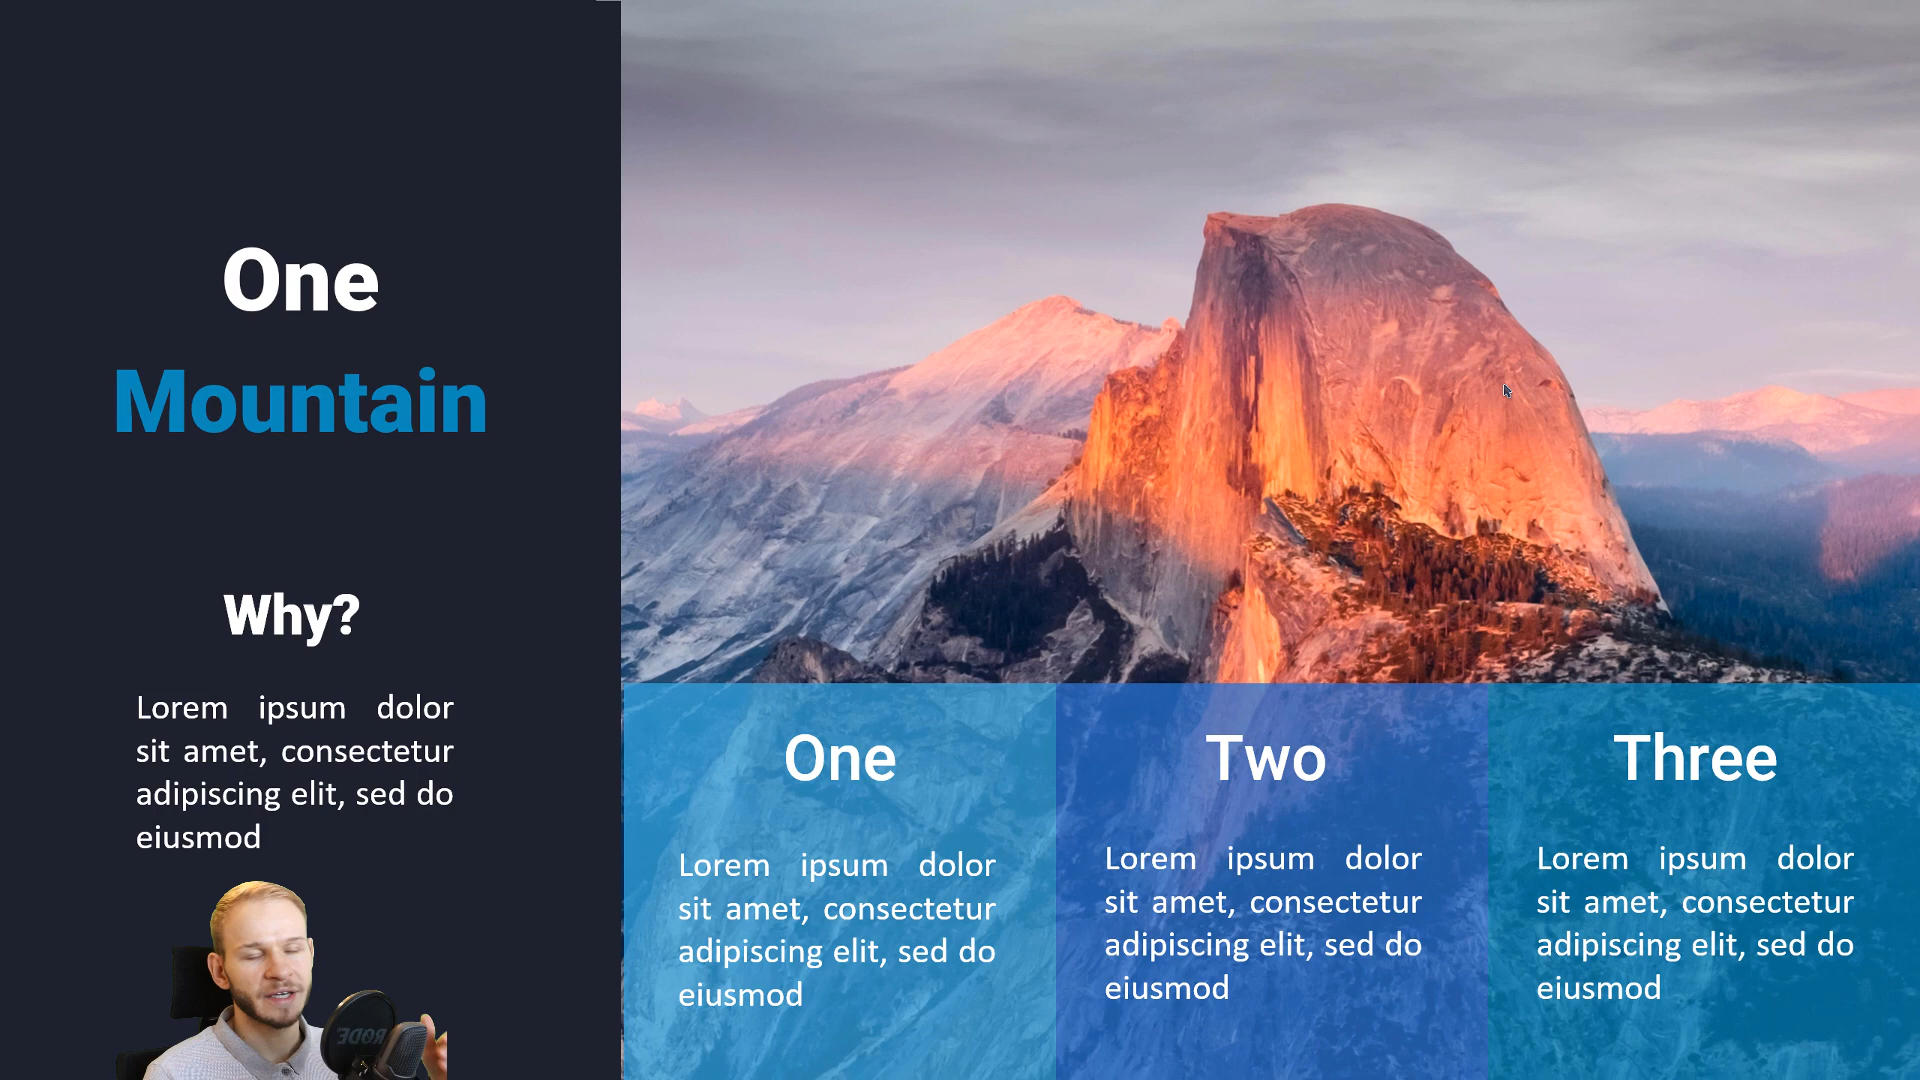 One
Mountain
Why?
Lorem ipsum dolor
sit amet, consectetur
adipiscing elit, sed do
eiusmod
RODE
One
Lorem ipsum dolor
sit amet, consectetur
adipiscing elit, sed do
eiusmod
Two
Lorem ipsum dolor
sit amet, consectetur
adipiscing elit, sed do
eiusmod
Three
Lorem ipsum dolor
sit amet, consectetur
adipiscing elit, sed do
eiusmod